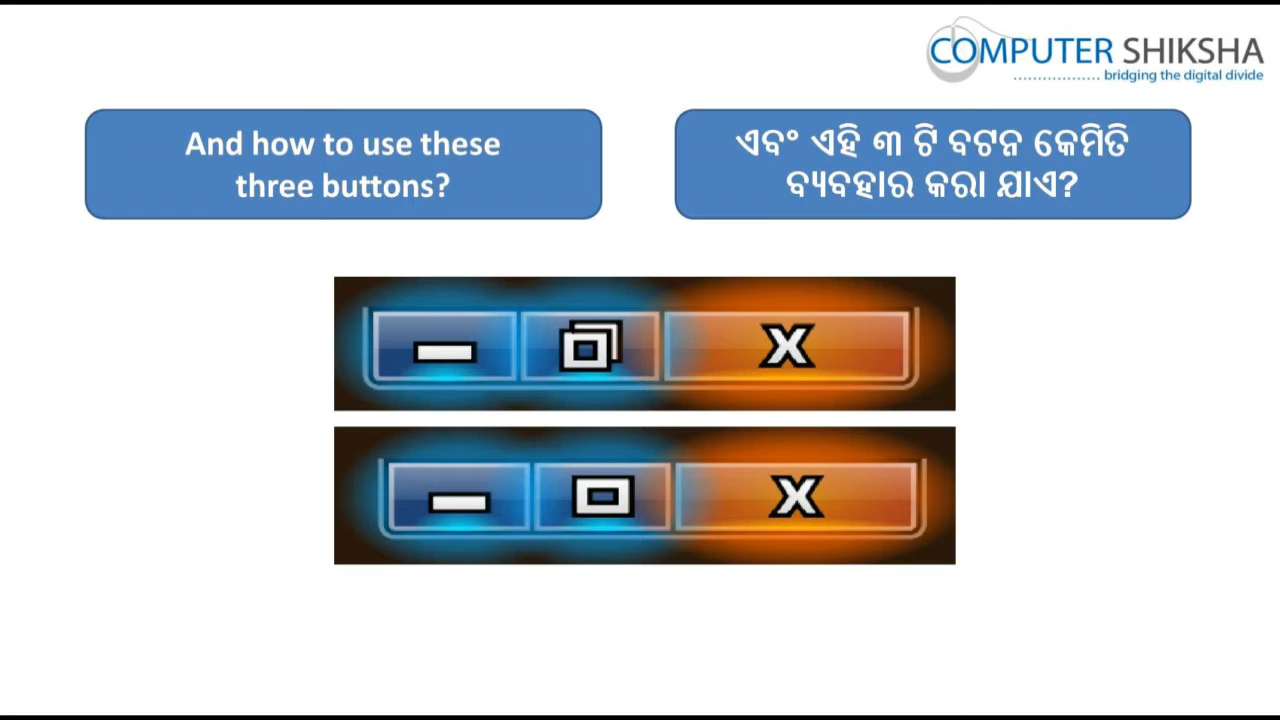 COMPUTER SHIKSHA
bridging the digital divide
And how to use these
three buttons?
ଏବଂ ଏହି ୩ ଟି ବଟନ କେମିତି
ବ୍ୟବହାର କରା ଯାଏ?